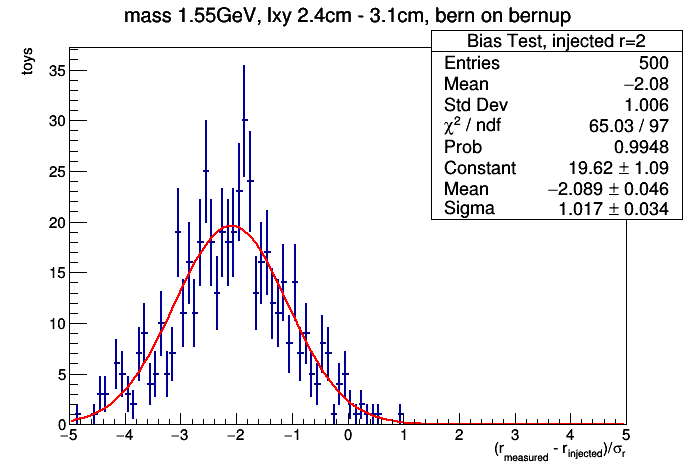 mass 1.55GeV, lxy 2.4cm - 3.1cm, bern on bernup
Bias Test, injected r=2
Entries 500
Mean −2.08
Std Dev 1.006
χ² / ndf 65.03 / 97
Prob 0.9948
Constant 19.62 ± 1.09
Mean −2.089 ± 0.046
Sigma 1.017 ± 0.034
toys
35
30
25
20
15
10
5
0
−5 −4 −3 −2 −1 0 1 2 3 4 5
(r_measured - r_injected)/σ_r